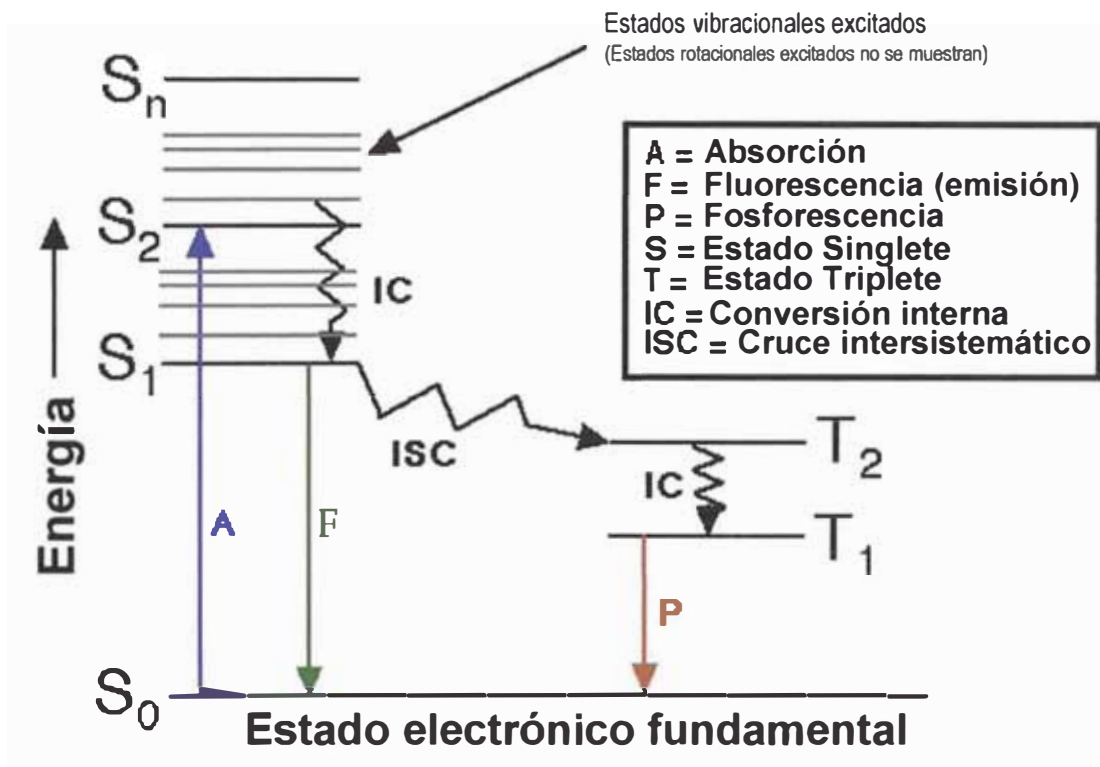 Estados vibracionales excitados
(Estados rotacionales excitados no se muestran)
Sn
A = Absorción
F = Fluorescencia (emisión)
P = Fosforescencia
S = Estado Singlete
T = Estado Triplete
IC = Conversión interna
ISC = Cruce intersistemático
S2
IC
S1
Energía
ISC
T2
IC
A
F
T1
P
S0
Estado electrónico fundamental